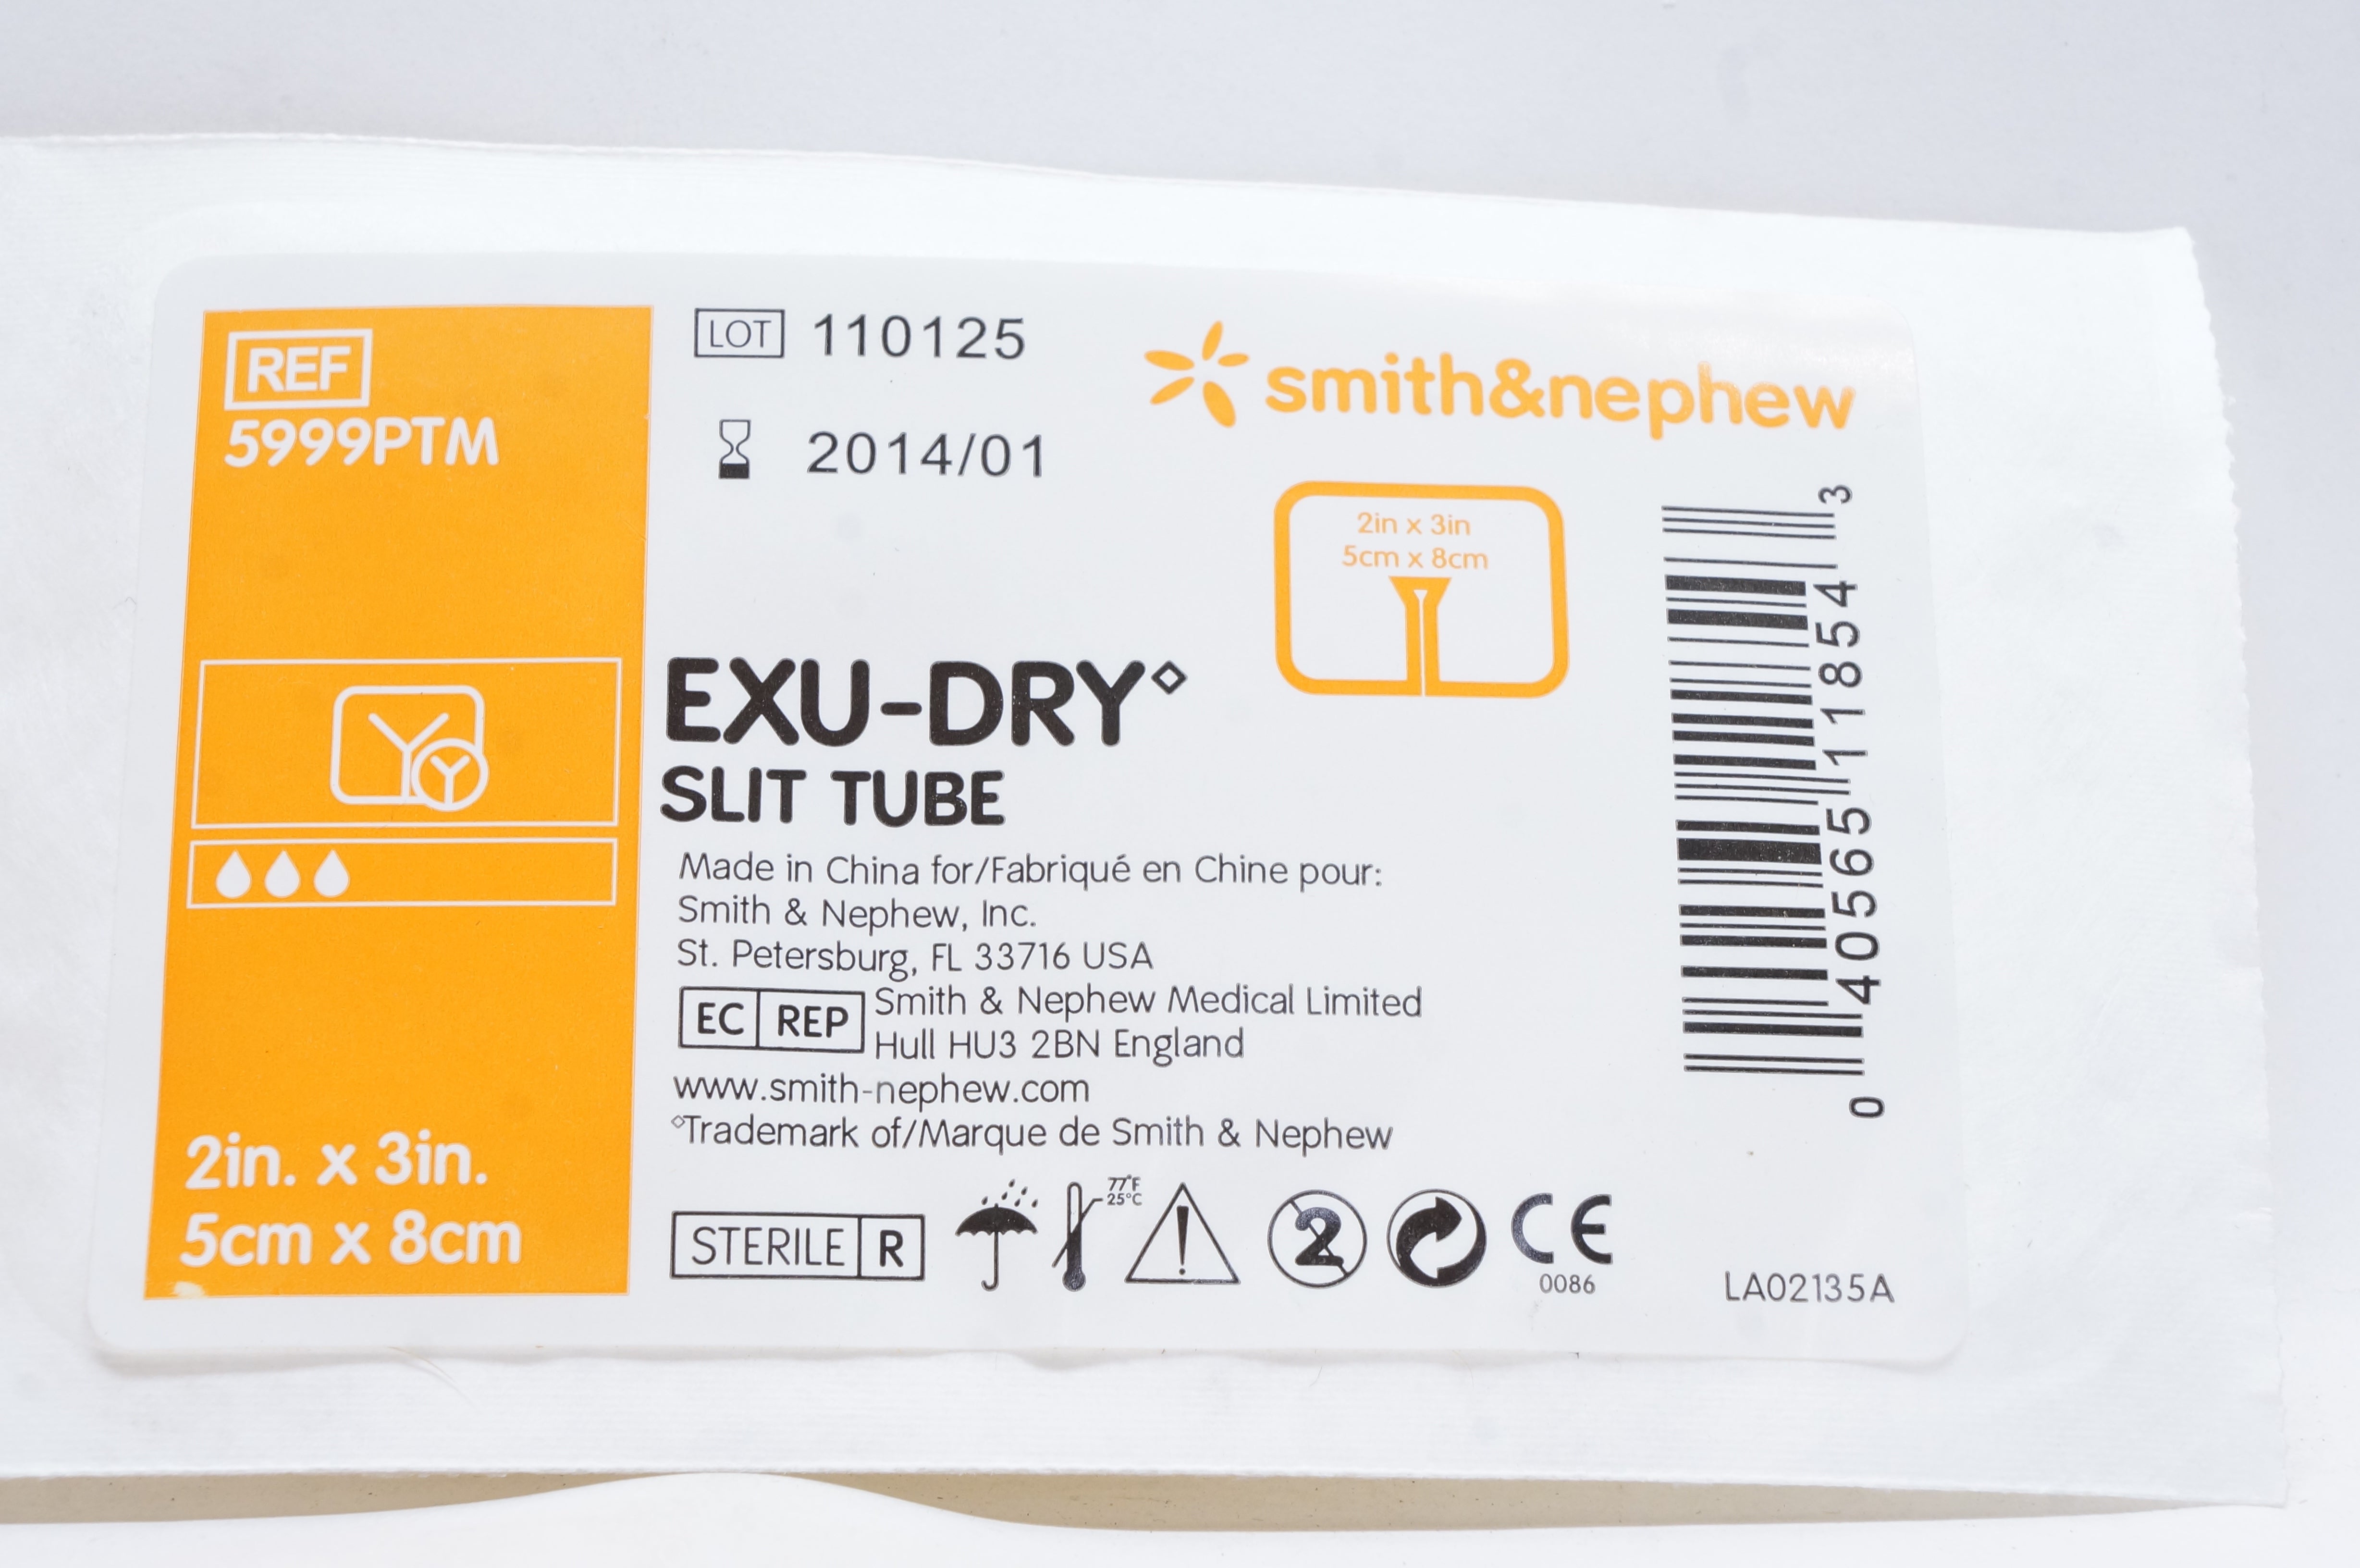 REF
5999PTM
2in. x 3in.
5cm x 8cm
LOT 110125
2014/01
smith&nephew
2in x 3in
5cm x 8cm
EXU-DRY◊
SLIT TUBE
Made in China for/Fabriqué en Chine pour:
Smith & Nephew, Inc.
St. Petersburg, FL 33716 USA
EC REP Smith & Nephew Medical Limited
Hull HU3 2BN England
www.smith-nephew.com
◊Trademark of/Marque de Smith & Nephew
STERILE R
77°F
25°C
2
CE
0086
LA02135A
0 40565 11854 3